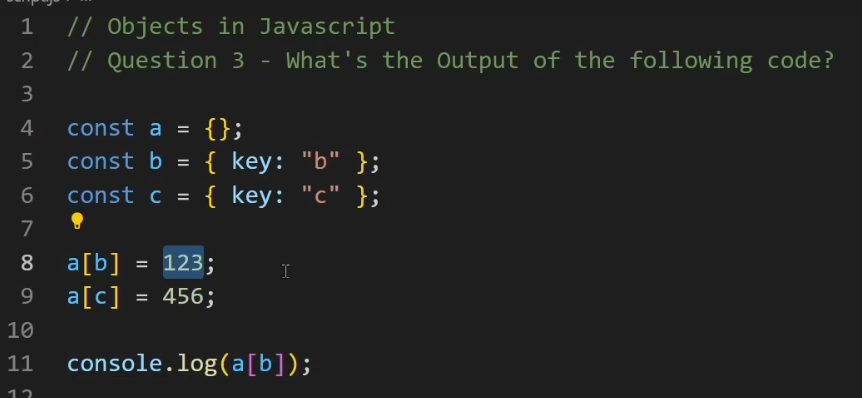 1 // Objects in Javascript
2 // Question 3 - What's the Output of the following code?
3
4 const a = {};
5 const b = { key: "b" };
6 const c = { key: "c" };
7
8 a[b] = 123;
9 a[c] = 456;
10
11 console.log(a[b]);
12